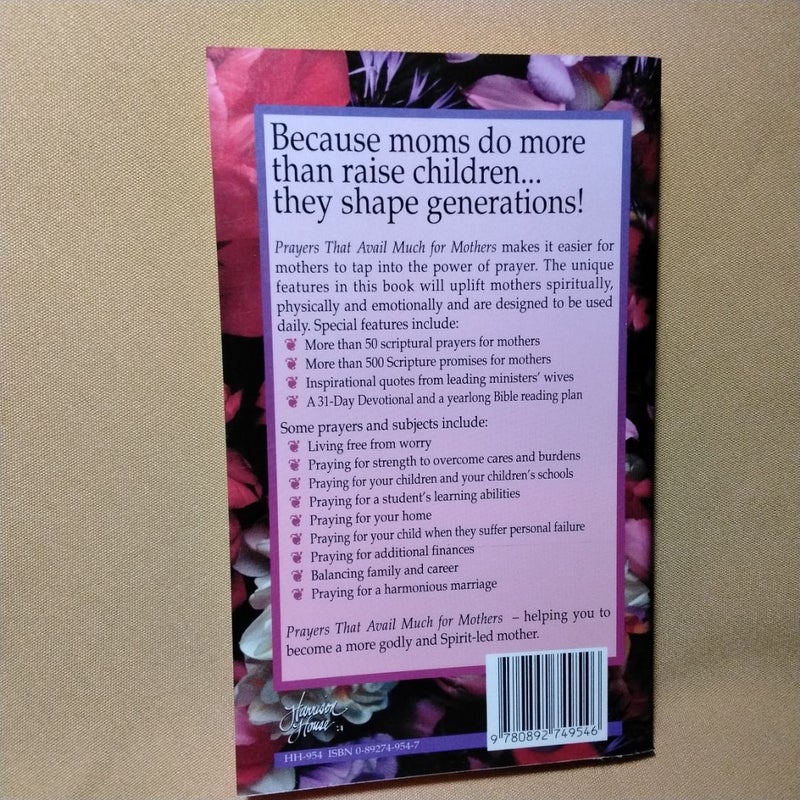 Because moms do more
than raise children...
they shape generations!
Prayers That Avail Much for Mothers makes it easier for
mothers to tap into the power of prayer. The unique
features in this book will uplift mothers spiritually,
physically and emotionally and are designed to be used
daily. Special features include:
More than 50 scriptural prayers for mothers
More than 500 Scripture promises for mothers
Inspirational quotes from leading ministers' wives
A 31-Day Devotional and a yearlong Bible reading plan
Some prayers and subjects include:
Living free from worry
Praying for strength to overcome cares and burdens
Praying for your children and your children's schools
Praying for a student's learning abilities
Praying for your home
Praying for your child when they suffer personal failure
Praying for additional finances
Balancing family and career
Praying for a harmonious marriage
Prayers That Avail Much for Mothers – helping you to
become a more godly and Spirit-led mother.
Harrison
House
HH-954 ISBN 0-89274-954-7
9 780892 749546